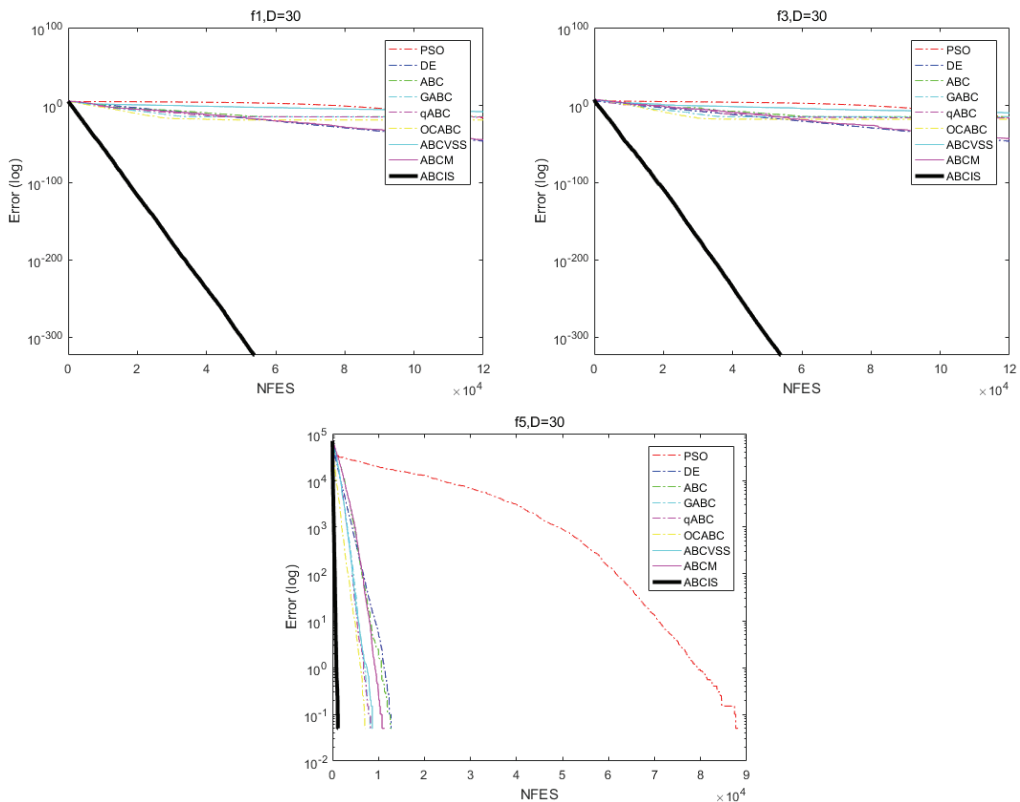 f1,D=30
10^100
10^0
10^-100
10^-200
10^-300
Error (log)
0
2
4
6
8
10
12
NFES
×10^4
PSO
DE
ABC
GABC
qABC
OCABC
ABCVSS
ABCM
ABCIS
f3,D=30
10^100
10^0
10^-100
10^-200
10^-300
Error (log)
0
2
4
6
8
10
12
NFES
×10^4
PSO
DE
ABC
GABC
qABC
OCABC
ABCVSS
ABCM
ABCIS
f5,D=30
10^5
10^4
10^3
10^2
10^1
10^0
10^-1
10^-2
Error (log)
0
1
2
3
4
5
6
7
8
9
NFES
×10^4
PSO
DE
ABC
GABC
qABC
OCABC
ABCVSS
ABCM
ABCIS